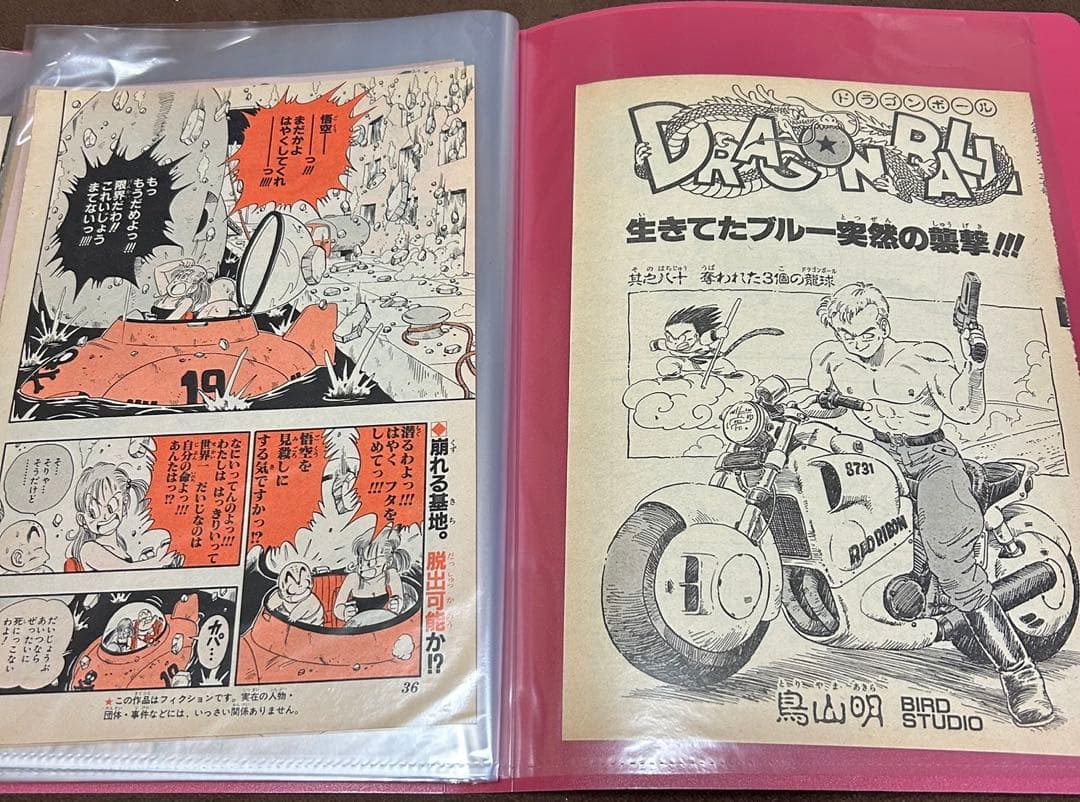 悟空――――っ!!!
まだかよ
はやくしてくれ
――――っ!!!!
もっ
もうだめよっ!!!
限界だわ!!
これいじょう
まてないっ!!!!
19
◆崩れる基地。脱出可能か!?
潜るわよっ!!!
はやくフタを
しめてっ!!!
悟空を
見殺しに
する気ですかっ!?
なにいってんのよっ!!!
わたしは はっきりいって
世界一 だいじなのは
自分の命よっ!!!
あんたはっ!?
そ…
そりゃ…
そうだけど
カパ…
だいじょうぶ
あいつなら
ぜったいに
死にっこない
わよ!
19
36
★この作品はフィクションです。実在の人物・
団体・事件などには、いっさい関係ありません。
ドラゴンボール
DRAGON BALL
生きてたブルー突然の襲撃!!!
其之八十 奪われた3個の龍球
8731
RED RIBON
鳥山明
BIRD
STUDIO